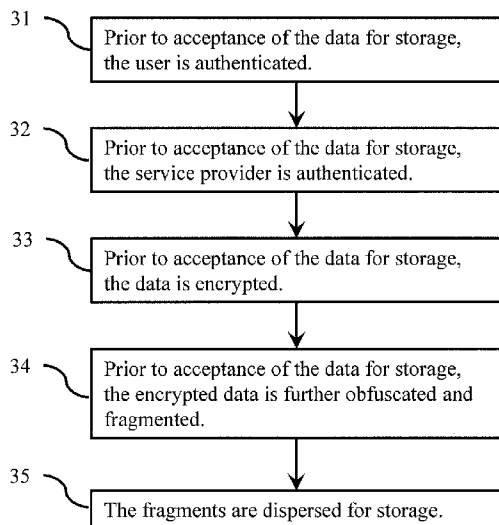 31
Prior to acceptance of the data for storage,
the user is authenticated.
32
Prior to acceptance of the data for storage,
the service provider is authenticated.
33
Prior to acceptance of the data for storage,
the data is encrypted.
34
Prior to acceptance of the data for storage,
the encrypted data is further obfuscated and
fragmented.
35
The fragments are dispersed for storage.